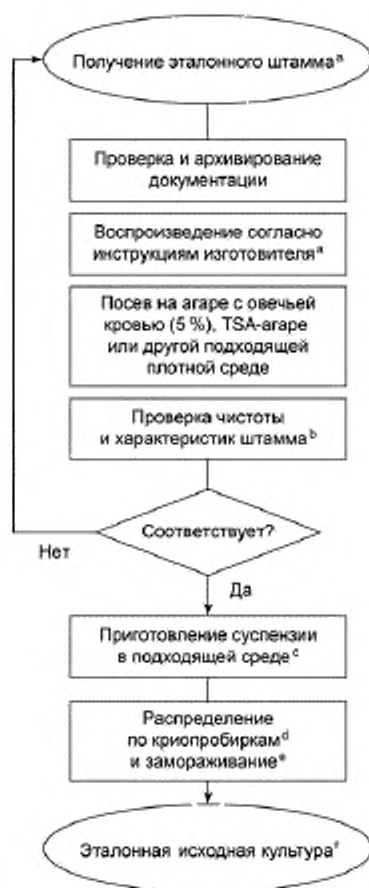 Получение эталонного штамма^a
Проверка и архивирование
документации
Воспроизведение согласно
инструкциям изготовителя^a
Посев на агаре с овечьей
кровью (5 %), TSA-агаре
или другой подходящей
плотной среде
Проверка чистоты
и характеристик штамма^b
Соответствует?
Нет
Да
Приготовление суспензии
в подходящей среде^c
Распределение
по криопробиркам^d
и замораживание^e
Эталонная исходная культура^f